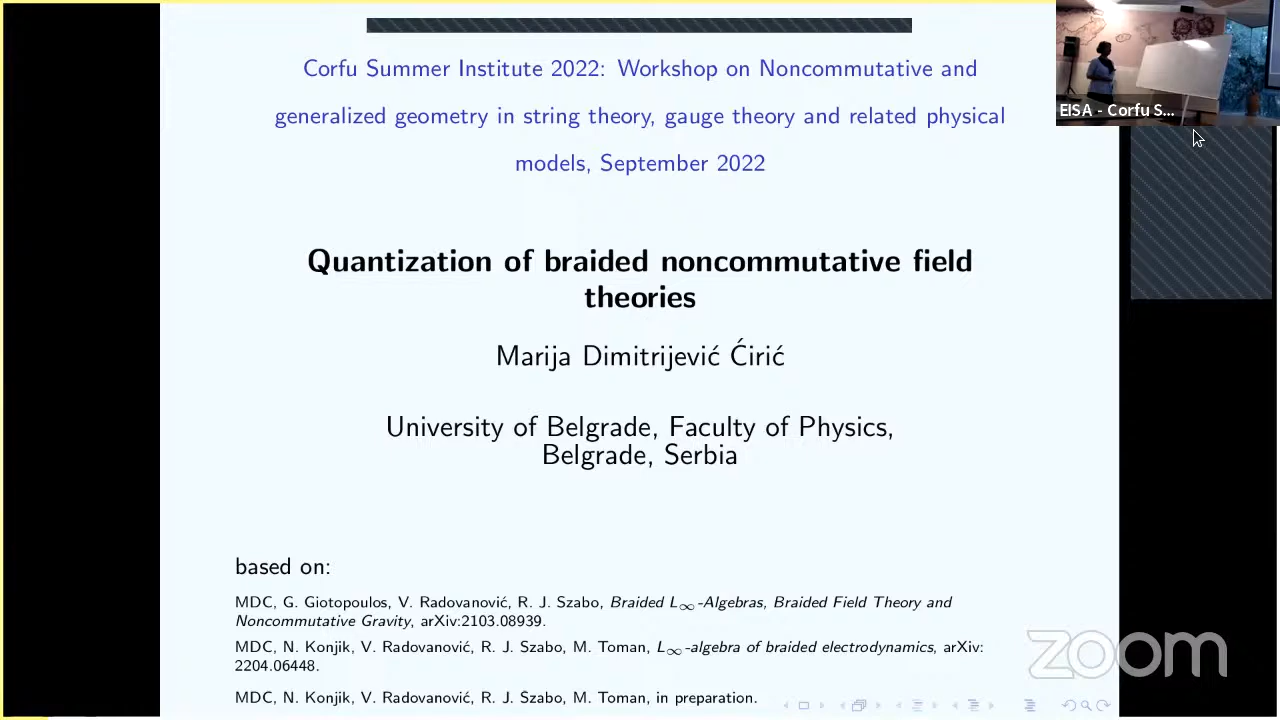 Corfu Summer Institute 2022: Workshop on Noncommutative and
generalized geometry in string theory, gauge theory and related physical
models, September 2022
EISA - Corfu S...
Quantization of braided noncommutative field
theories
Marija Dimitrijević Ćirić
University of Belgrade, Faculty of Physics,
Belgrade, Serbia
based on:
MDC, G. Giotopoulos, V. Radovanović, R. J. Szabo, Braided L∞-Algebras, Braided Field Theory and
Noncommutative Gravity, arXiv:2103.08939.
MDC, N. Konjik, V. Radovanović, R. J. Szabo, M. Toman, L∞-algebra of braided electrodynamics, arXiv:
2204.06448.
MDC, N. Konjik, V. Radovanović, R. J. Szabo, M. Toman, in preparation.
zoom